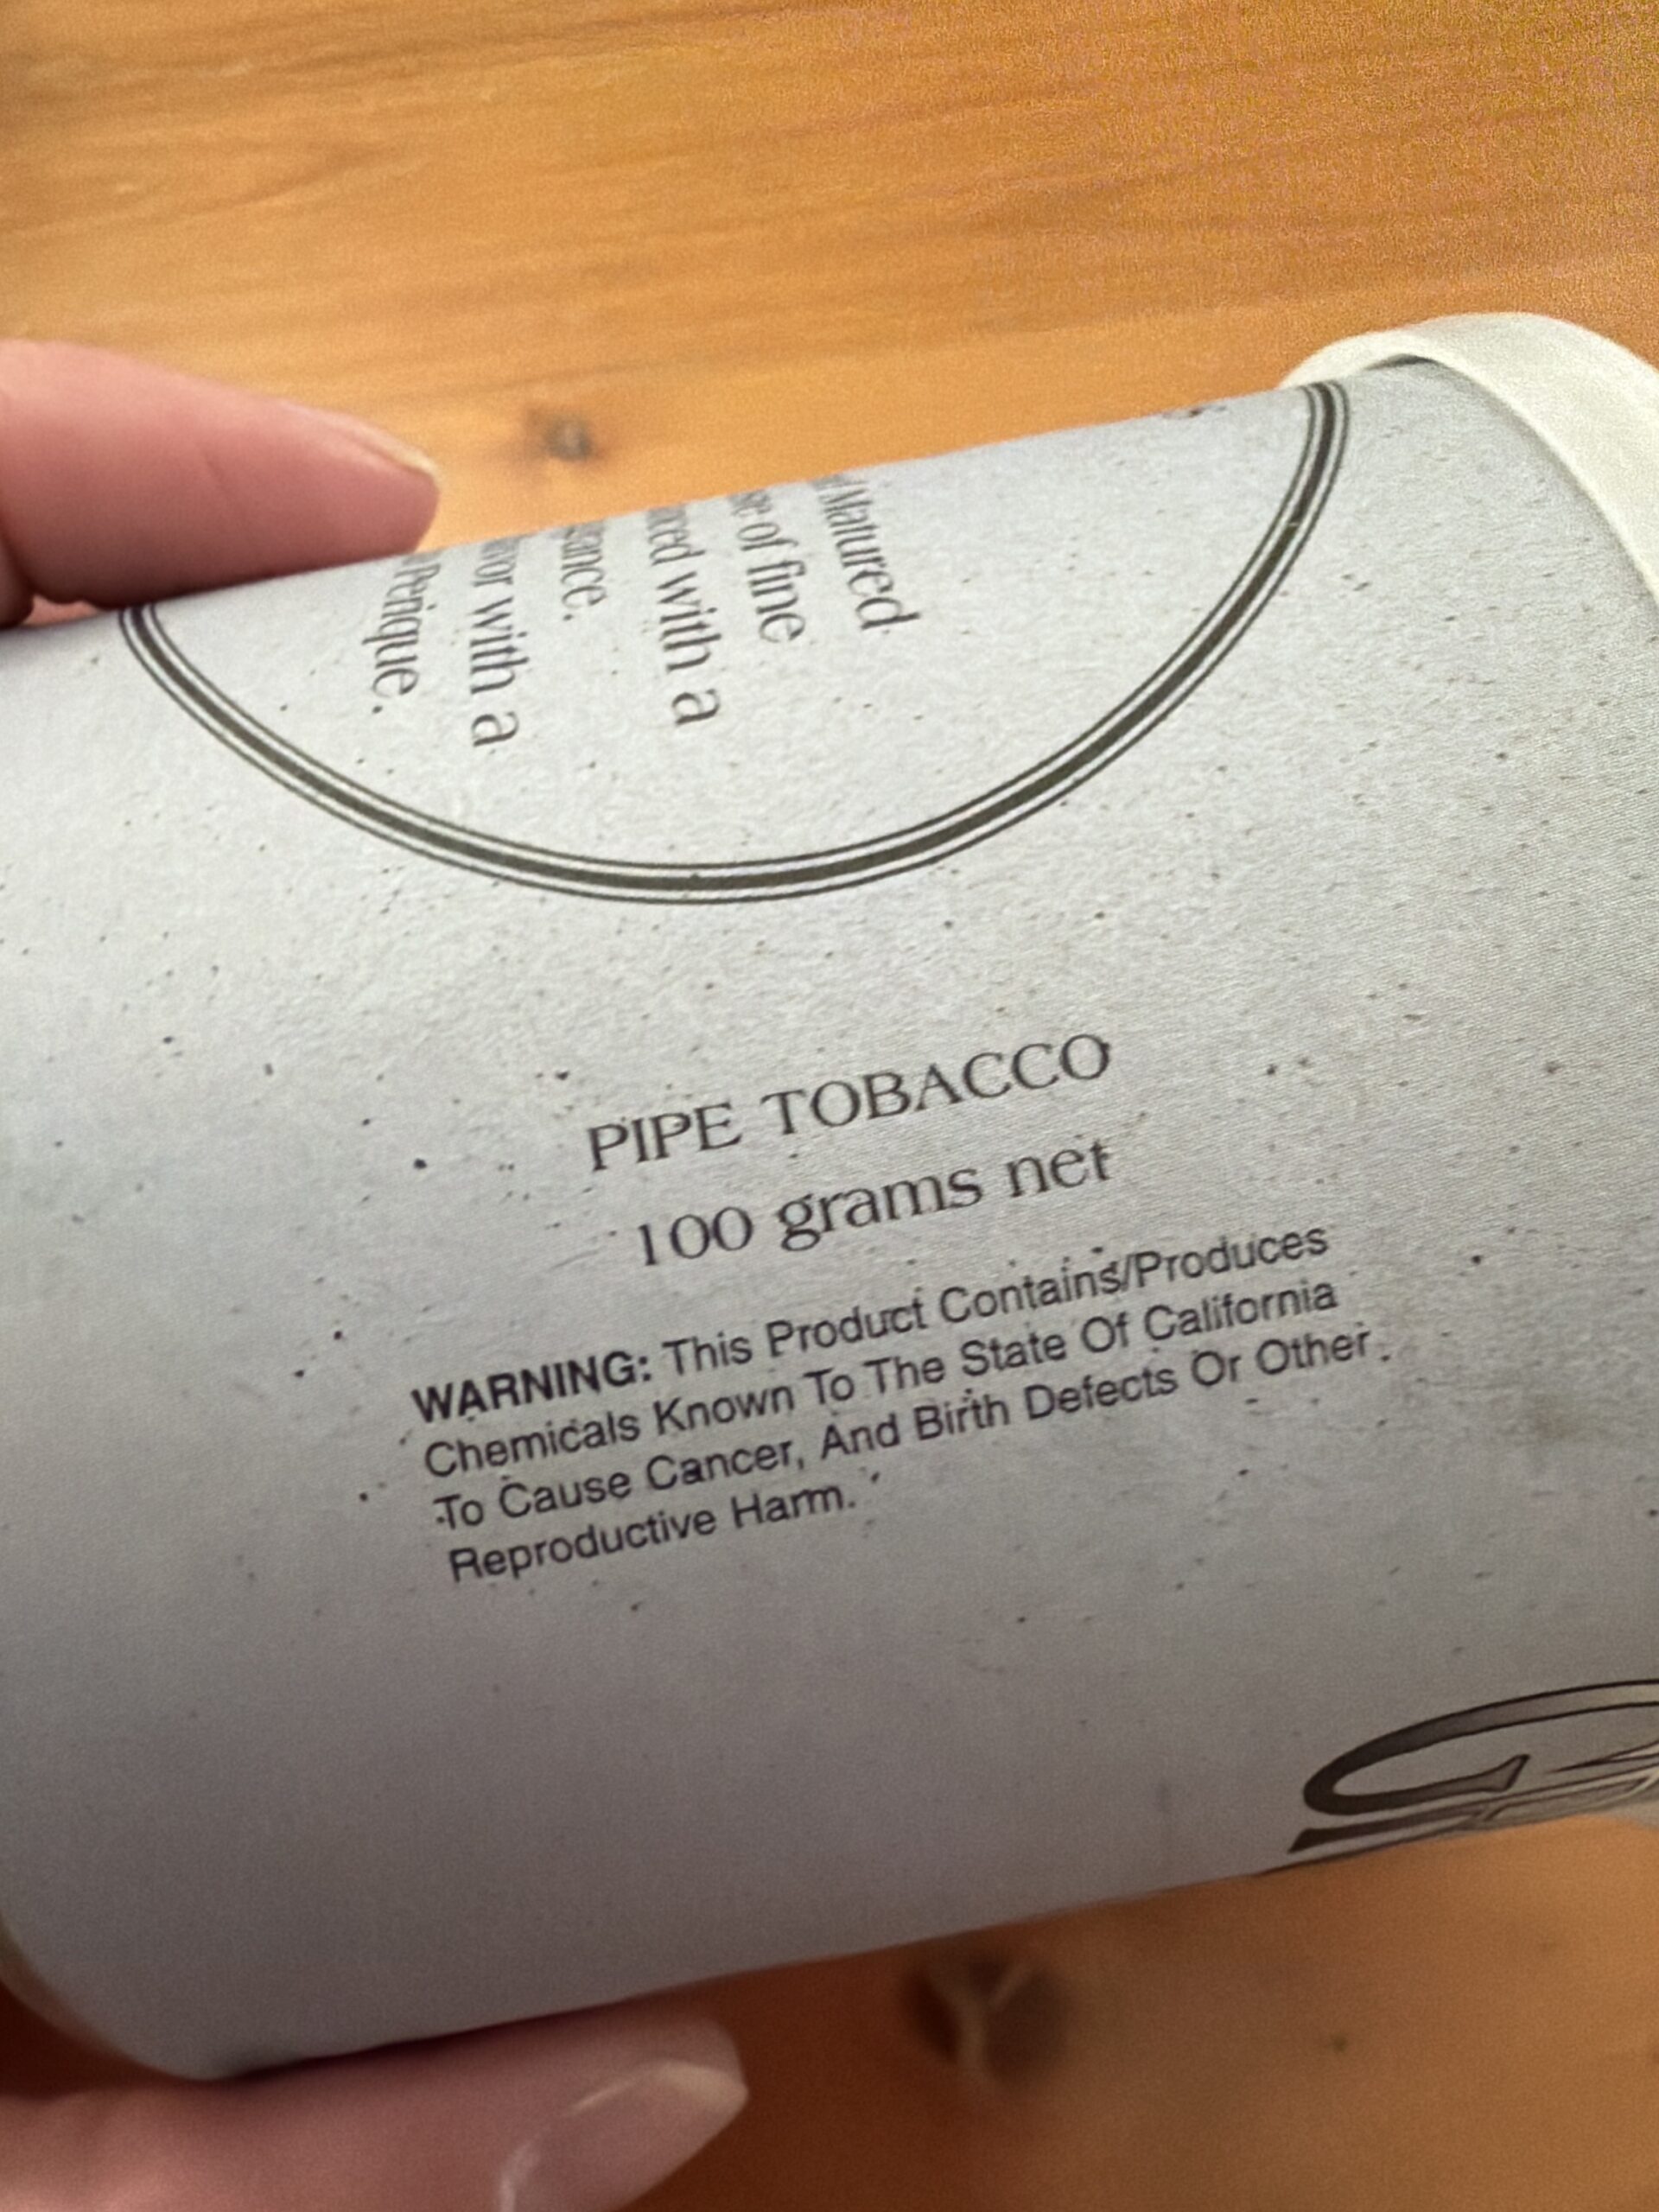 Matured
of fine
with a
with a
Perique.
PIPE TOBACCO
100 grams net
WARNING: This Product Contains/Produces
Chemicals Known To The State Of California
To Cause Cancer, And Birth Defects Or Other
Reproductive Harm.